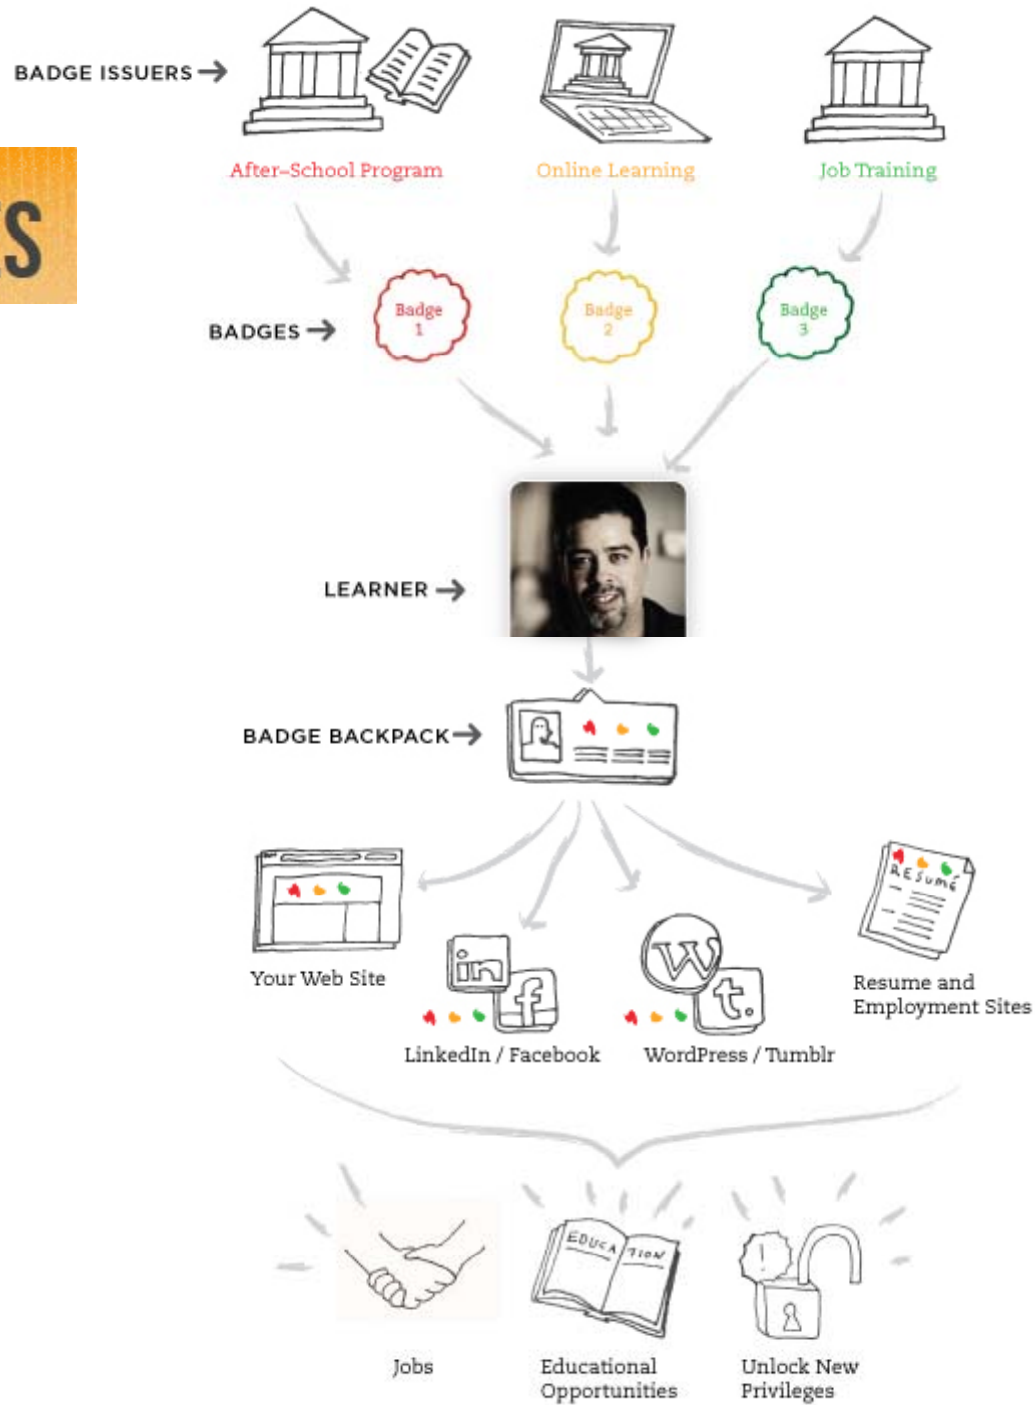 BADGE ISSUERS
After-School Program
Online Learning
Job Training
ES
BADGES
Badge
1
Badge
2
Badge
3
LEARNER
BADGE BACKPACK
RESUMÉ
Your Web Site
in
f
W
t.
LinkedIn / Facebook
WordPress / Tumblr
Resume and
Employment Sites
EDUCATION
!
Jobs
Educational
Opportunities
Unlock New
Privileges